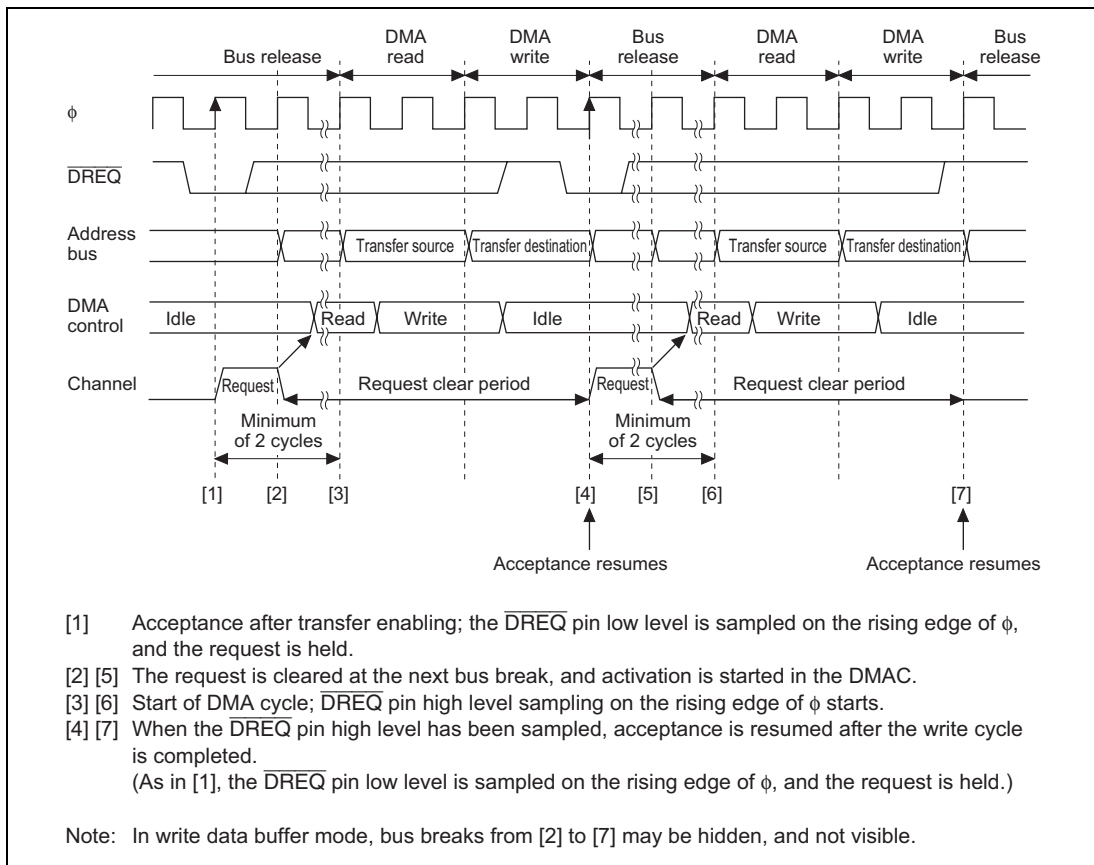 Bus release DMA read DMA write Bus release DMA read DMA write Bus release
φ
DREQ
Address bus Transfer source Transfer destination Transfer source Transfer destination
DMA control Idle Read Write Idle Read Write Idle
Channel Request Request clear period Request Request clear period
Minimum of 2 cycles Minimum of 2 cycles
[1] [2] [3] [4] [5] [6] [7]
Acceptance resumes Acceptance resumes
[1] Acceptance after transfer enabling; the DREQ pin low level is sampled on the rising edge of φ,
and the request is held.
[2] [5] The request is cleared at the next bus break, and activation is started in the DMAC.
[3] [6] Start of DMA cycle; DREQ pin high level sampling on the rising edge of φ starts.
[4] [7] When the DREQ pin high level has been sampled, acceptance is resumed after the write cycle
is completed.
(As in [1], the DREQ pin low level is sampled on the rising edge of φ, and the request is held.)
Note: In write data buffer mode, bus breaks from [2] to [7] may be hidden, and not visible.